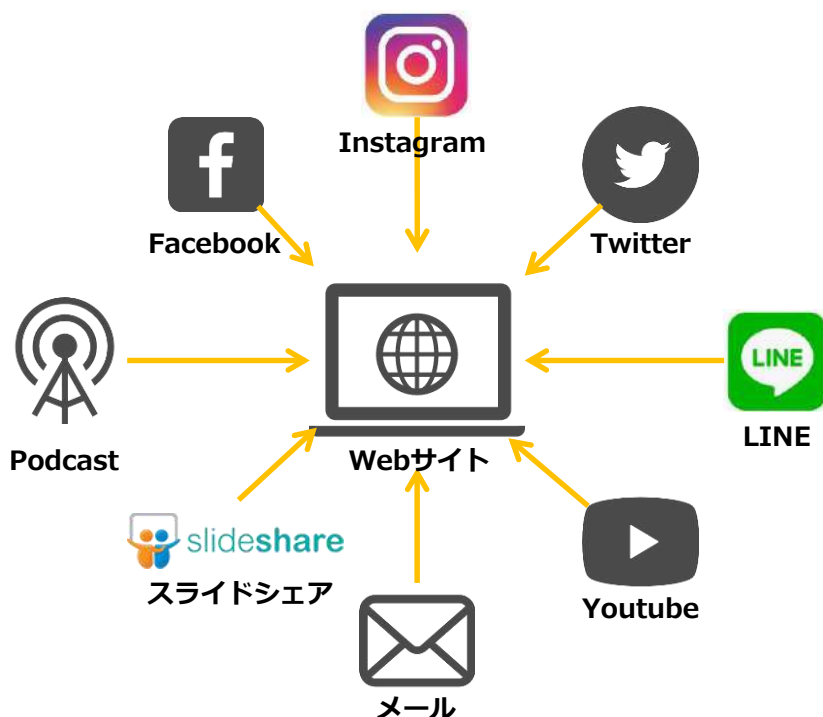 Instagram
Facebook
Twitter
LINE
LINE
Podcast
Webサイト
slideshare
スライドシェア
Youtube
メール